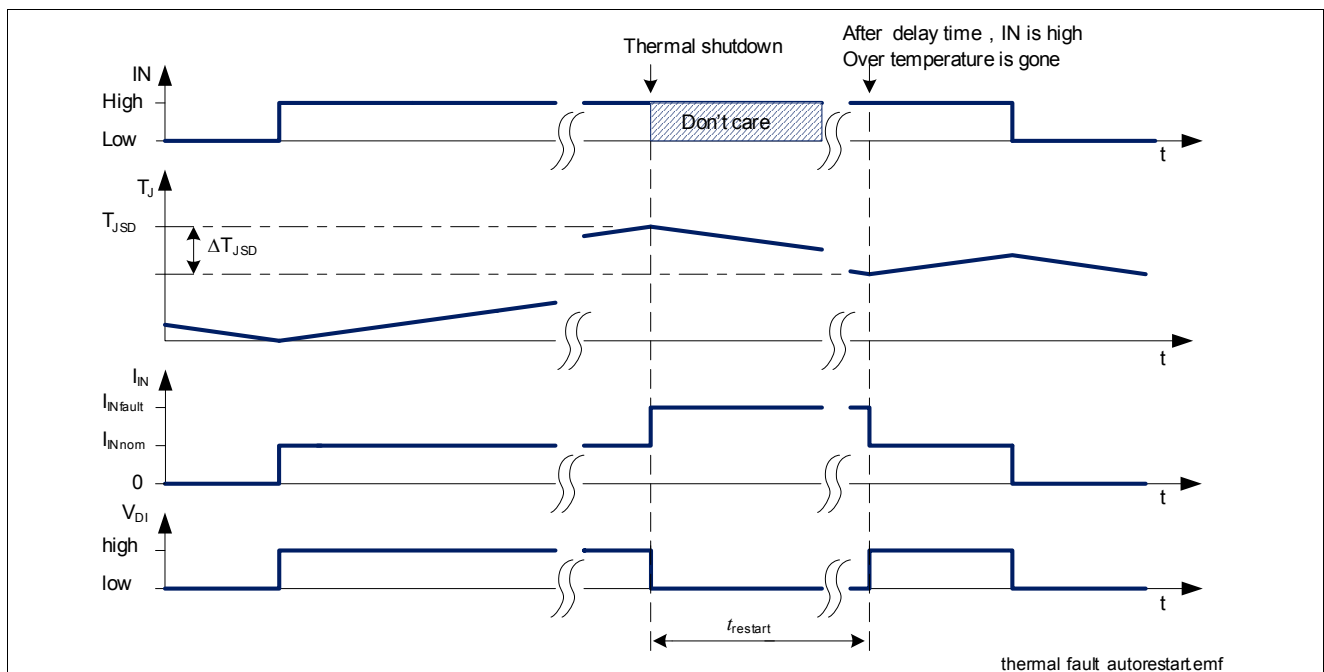 Thermal shutdown
After delay time , IN is high
Over temperature is gone
IN
High
Low
Don't care
t
TJ
TJSD
ΔTJSD
t
IIN
IINfault
IINnom
0
t
VDI
high
low
t
trestart
thermal fault autorestart.emf